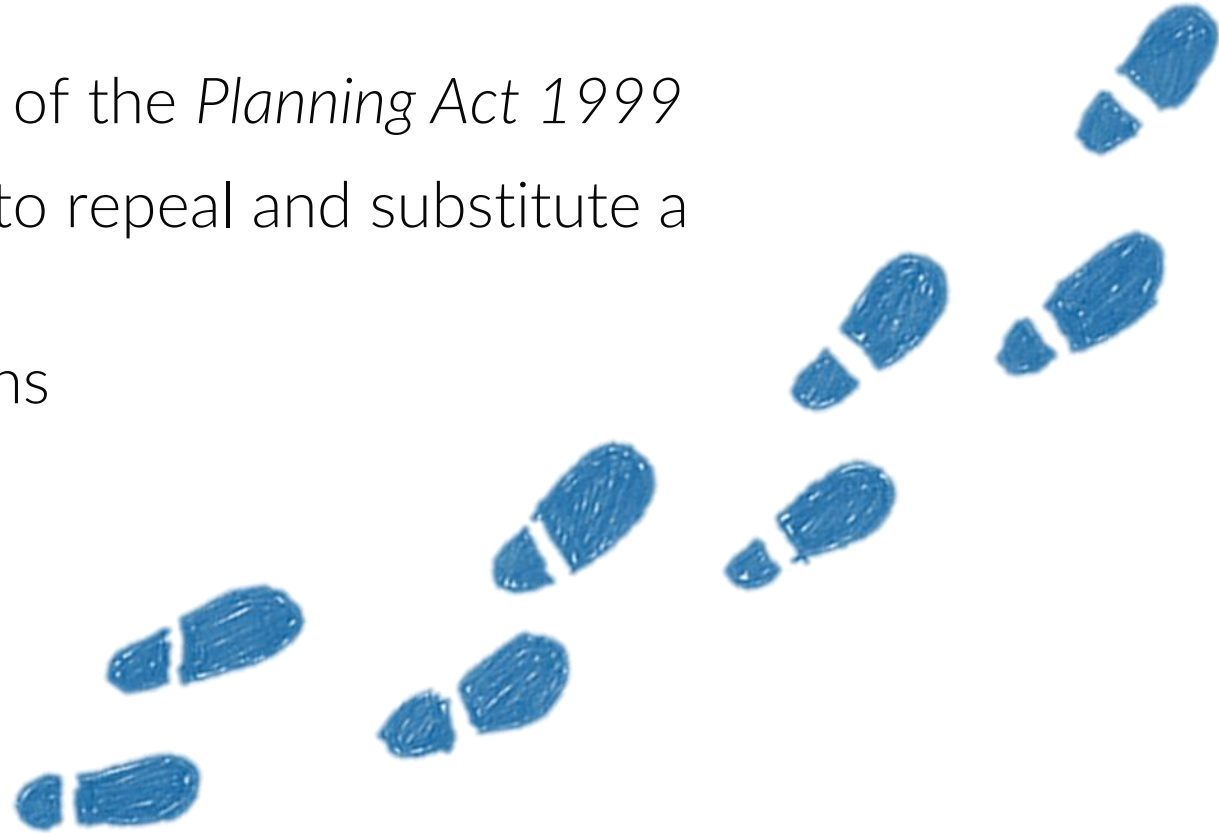 of the Planning Act 1999
to repeal and substitute a
ns